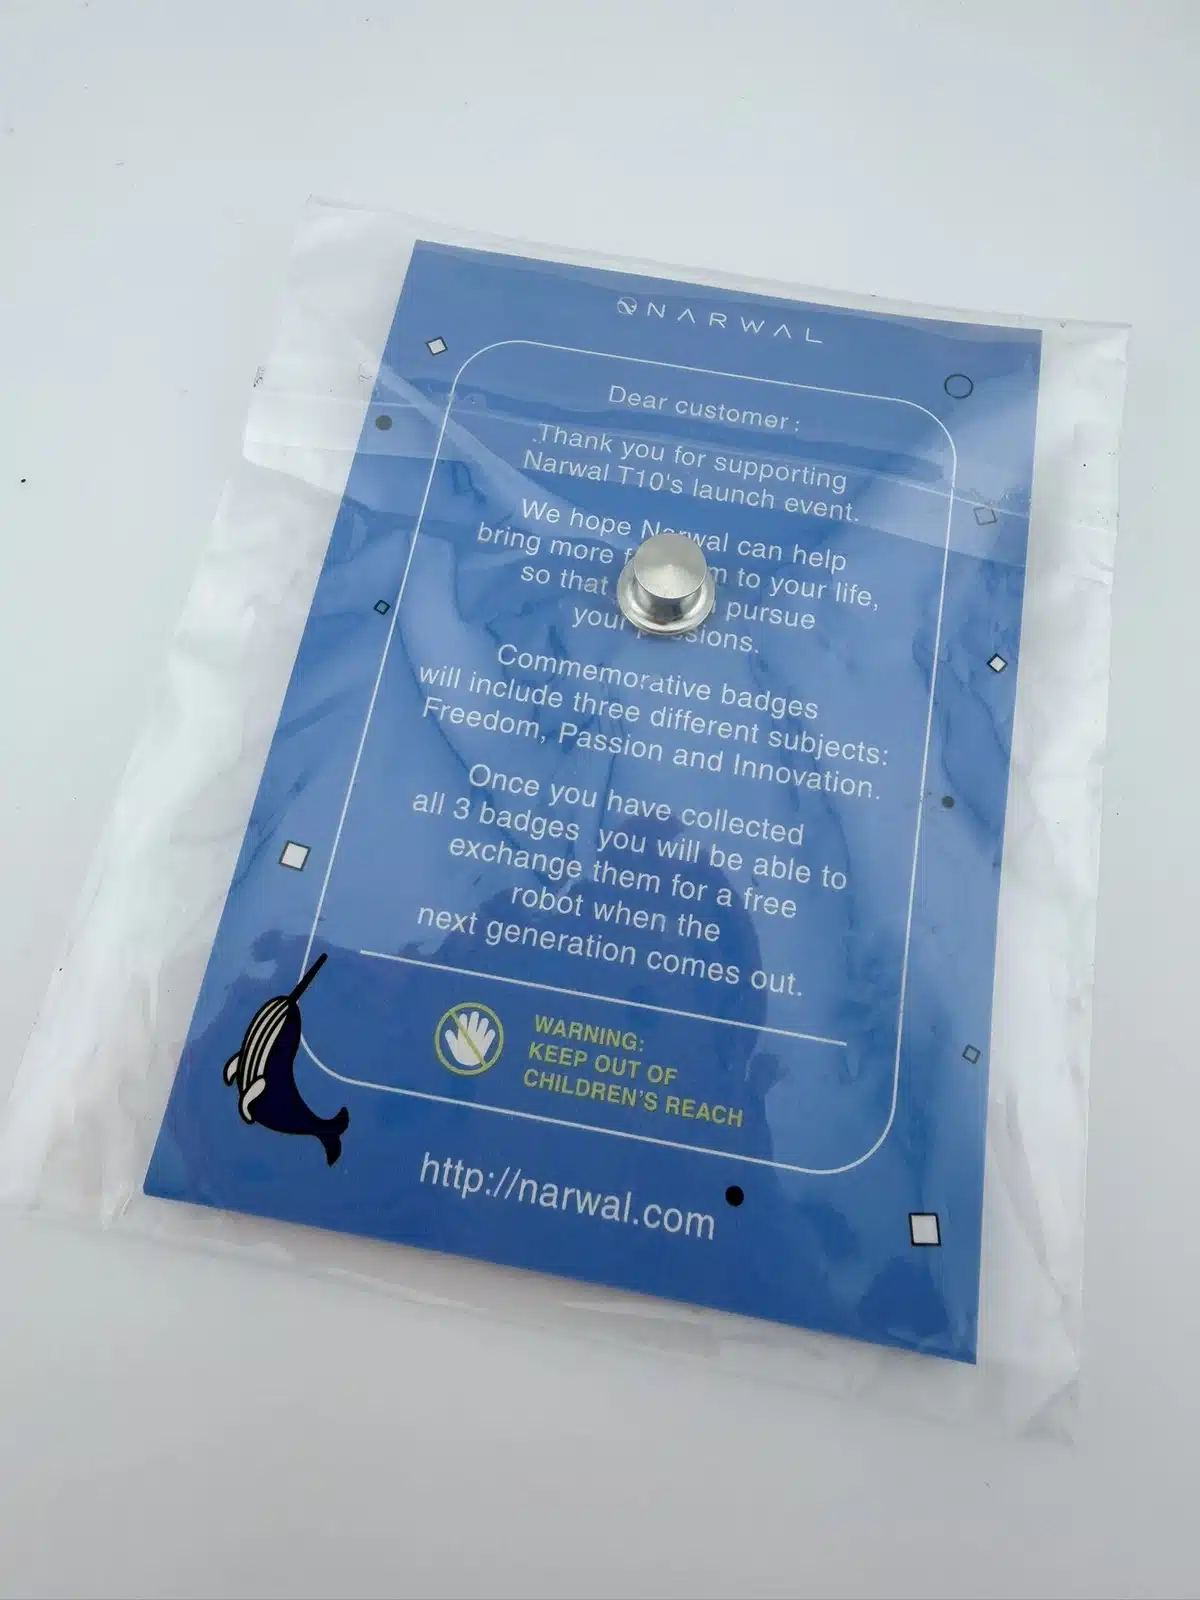 NARWAL
Dear customer:
Thank you for supporting
Narwal T10's launch event.
We hope Narwal can help
bring more to your life,
so that pursue
your passions.
Commemorative badges
will include three different subjects:
Freedom, Passion and Innovation.
Once you have collected
all 3 badges you will be able to
exchange them for a free
robot when the
next generation comes out.
WARNING:
KEEP OUT OF
CHILDREN'S REACH
http://narwal.com